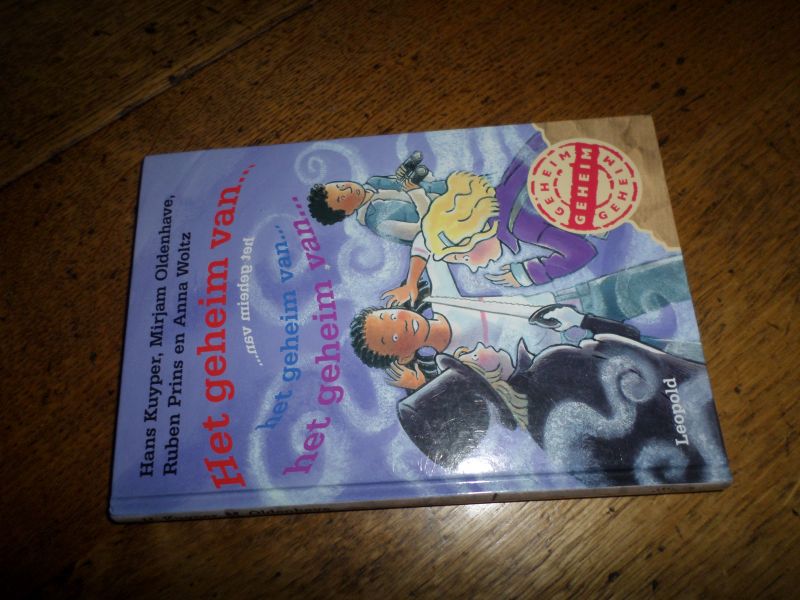 Hans Kuyper, Mirjam Oldenhave,
Ruben Prins en Anna Woltz
Het geheim van...,
het geheim van...,
het geheim van...,
het geheim van...
GEHEIM
GEHEIM
GEHEIM
Leopold
Oldenhave